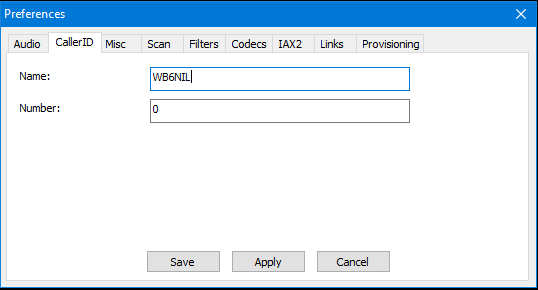 Preferences
Audio CallerID Misc Scan Filters Codecs IAX2 Links Provisioning
Name: WB6NIL
Number: 0
Save Apply Cancel